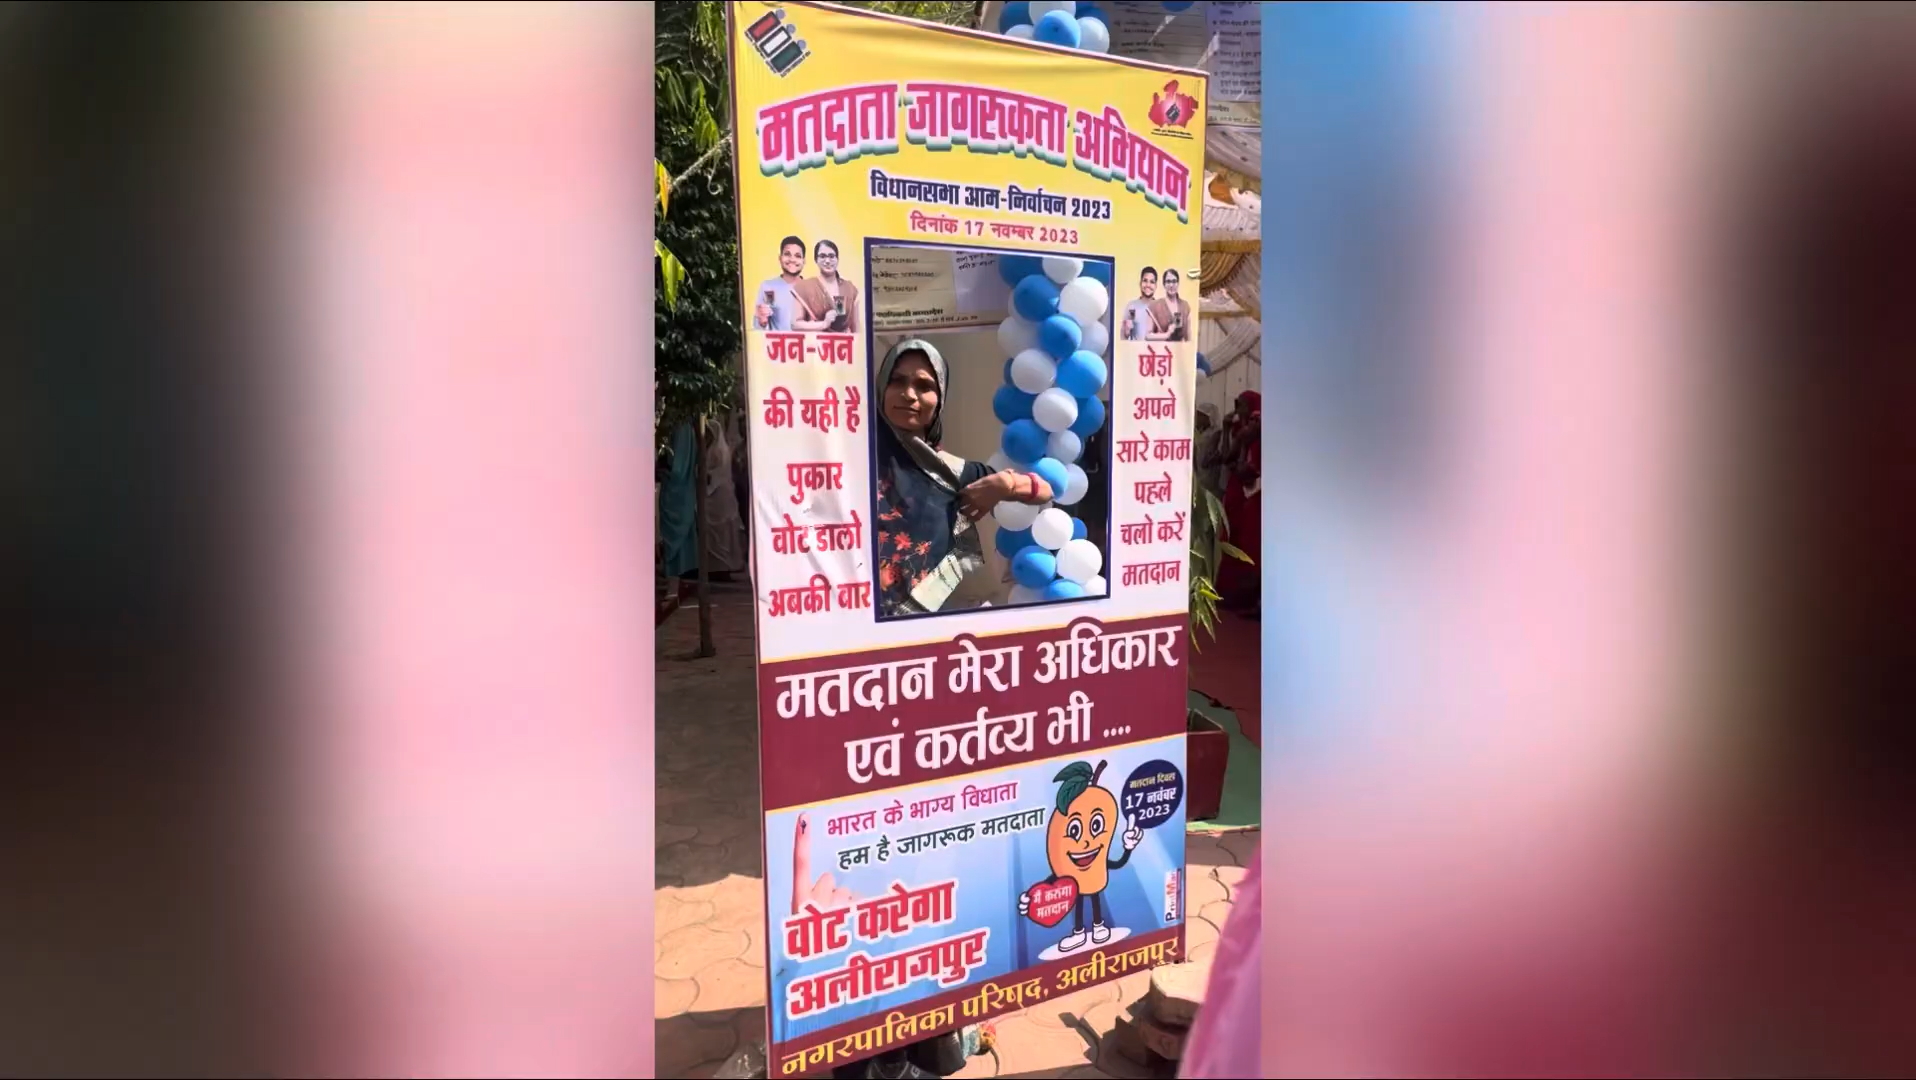 मतदाता जागरुकता अभियान
विधानसभा आम-निर्वाचन 2023
दिनांक 17 नवम्बर 2023
जन-जन
की यही है
पुकार
वोट डालो
अबकी वार
छोड़ो
अपने
सारे काम
पहले
चलो करें
मतदान
मतदान मेरा अधिकार
एवं कर्तव्य भी ....
भारत के भाग्य विधाता
हम है जागरूक मतदाता
मतदान दिवस
17 नवंबर
2023
मैं करूंगा
मतदान
वोट करेगा
अलीराजपुर
नगरपालिका परिषद, अलीराजपुर